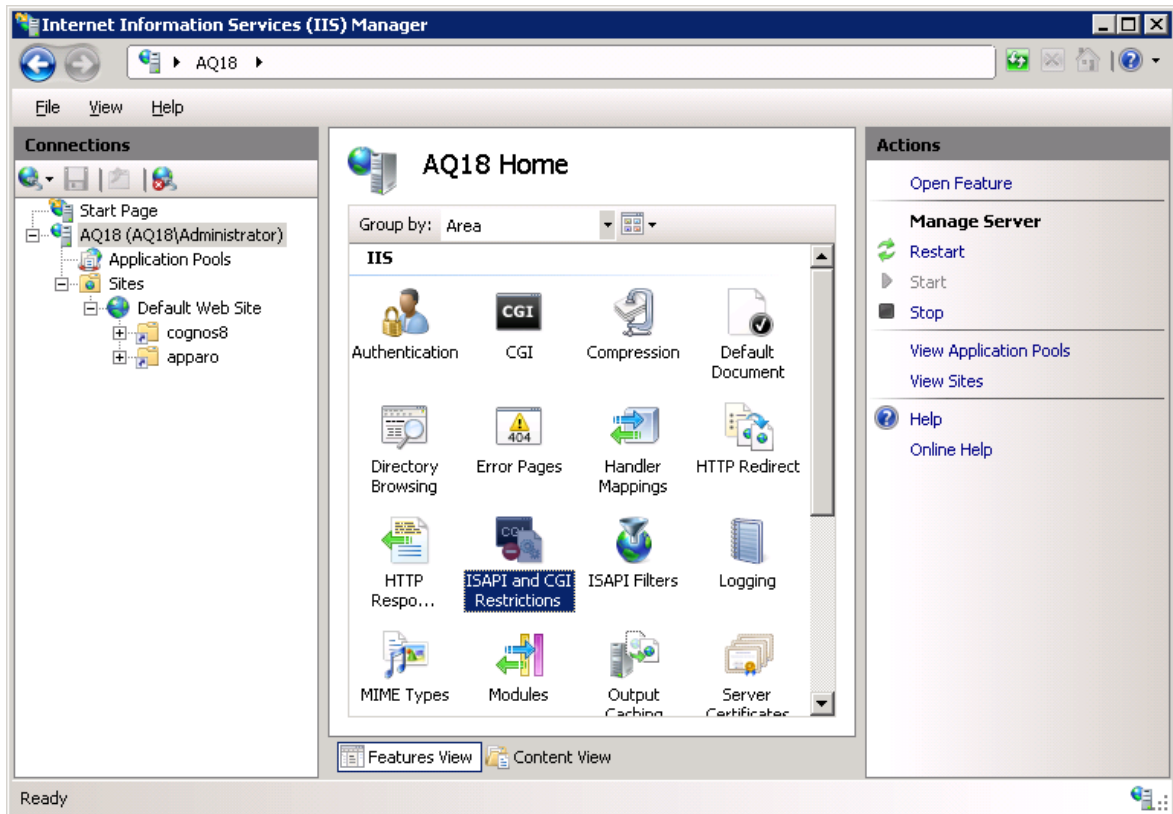 Internet Information Services (IIS) Manager
AQ18
File View Help
Connections
Start Page
AQ18 (AQ18\Administrator)
Application Pools
Sites
Default Web Site
cognos8
apparo
AQ18 Home
Group by: Area
IIS
Authentication
CGI
CGI
Compression
Default
Document
Directory
Browsing
404
Error Pages
Handler
Mappings
HTTP Redirect
HTTP
Respo...
CGI
ISAPI and CGI
Restrictions
ISAPI Filters
Logging
MIME Types
Modules
Output
Caching
Server
Certificates
Features View
Content View
Actions
Open Feature
Manage Server
Restart
Start
Stop
View Application Pools
View Sites
Help
Online Help
Ready